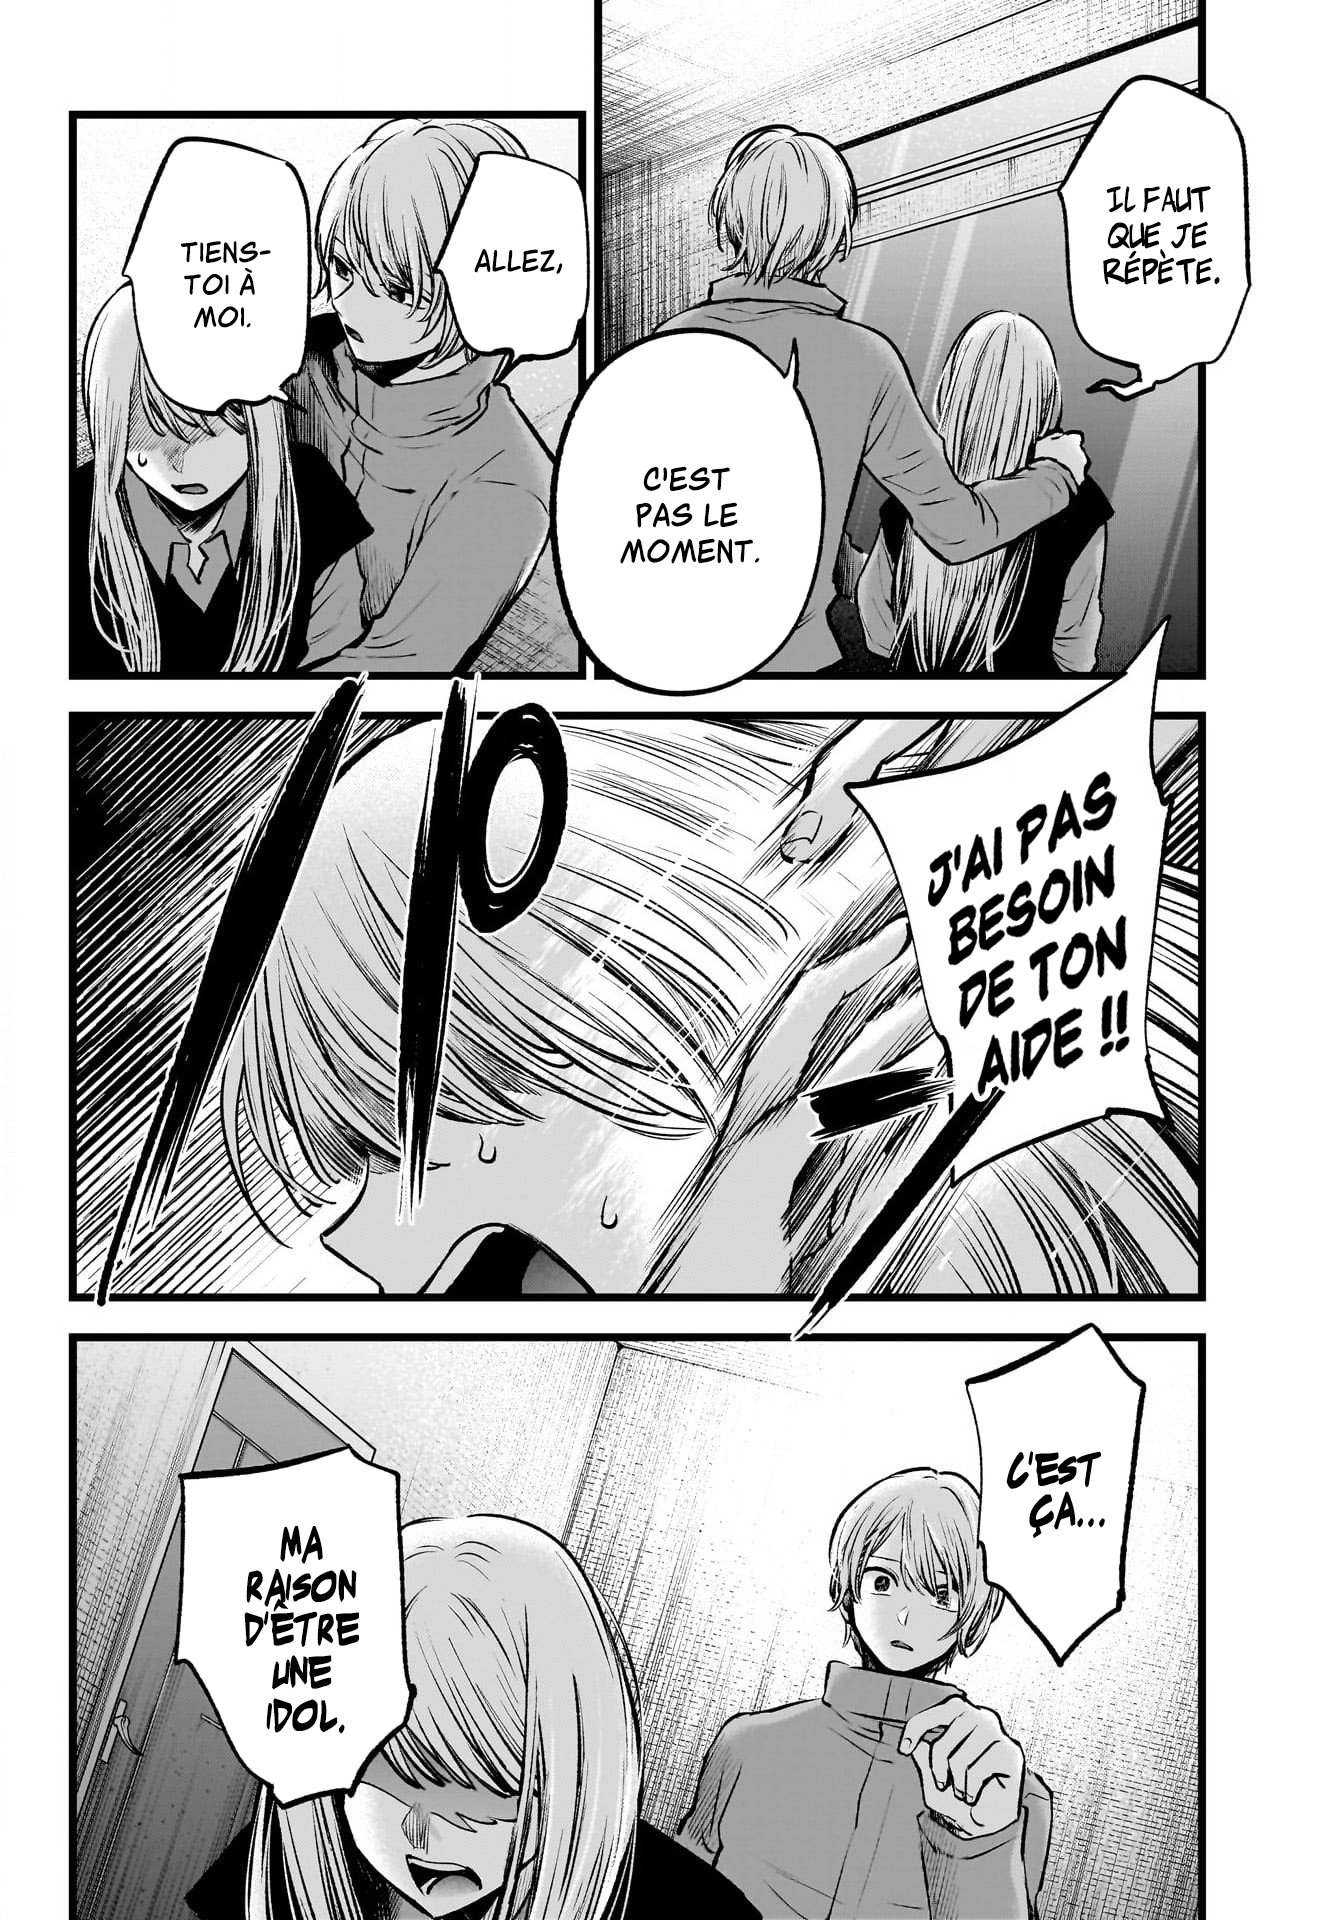 IL FAUT
QUE JE
RÉPÈTE.
C'EST
PAS LE
MOMENT.
ALLEZ,
TIENS-
TOI À
MOI.
J'AI PAS
BESOIN
DE TON
AIDE !!
C'EST
ÇA...
MA
RAISON
D'ÊTRE
UNE
IDOL.